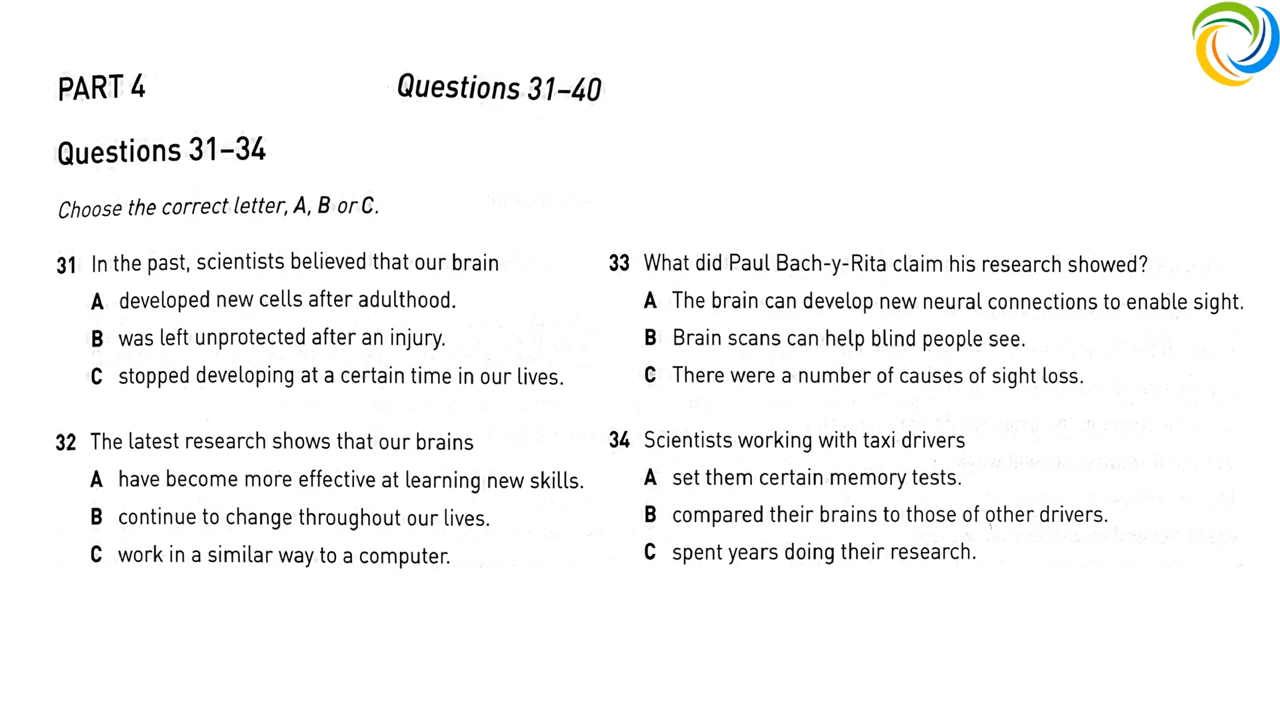 PART 4
Questions 31–40
Questions 31–34
Choose the correct letter, A, B or C.
31 In the past, scientists believed that our brain
A developed new cells after adulthood.
B was left unprotected after an injury.
C stopped developing at a certain time in our lives.
32 The latest research shows that our brains
A have become more effective at learning new skills.
B continue to change throughout our lives.
C work in a similar way to a computer.
33 What did Paul Bach-y-Rita claim his research showed?
A The brain can develop new neural connections to enable sight.
B Brain scans can help blind people see.
C There were a number of causes of sight loss.
34 Scientists working with taxi drivers
A set them certain memory tests.
B compared their brains to those of other drivers.
C spent years doing their research.